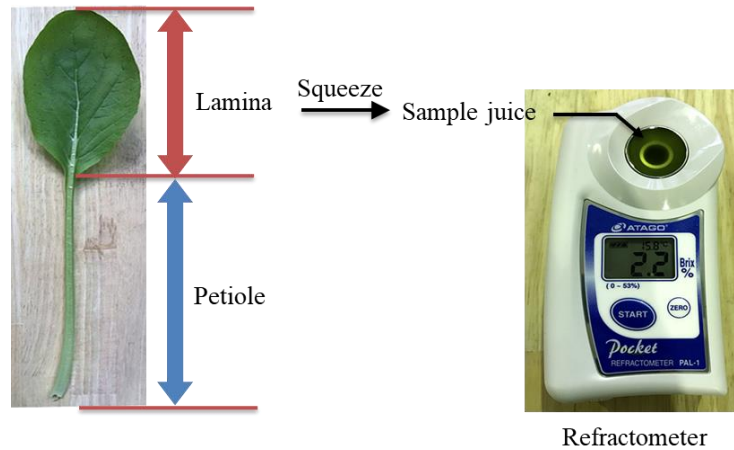 Lamina
Squeeze
Sample juice
Petiole
ATAGO
15.8°C
2.2
Brix
%
( 0 ~ 53%)
START
ZERO
Pocket
REFRACTOMETER PAL-1
Refractometer